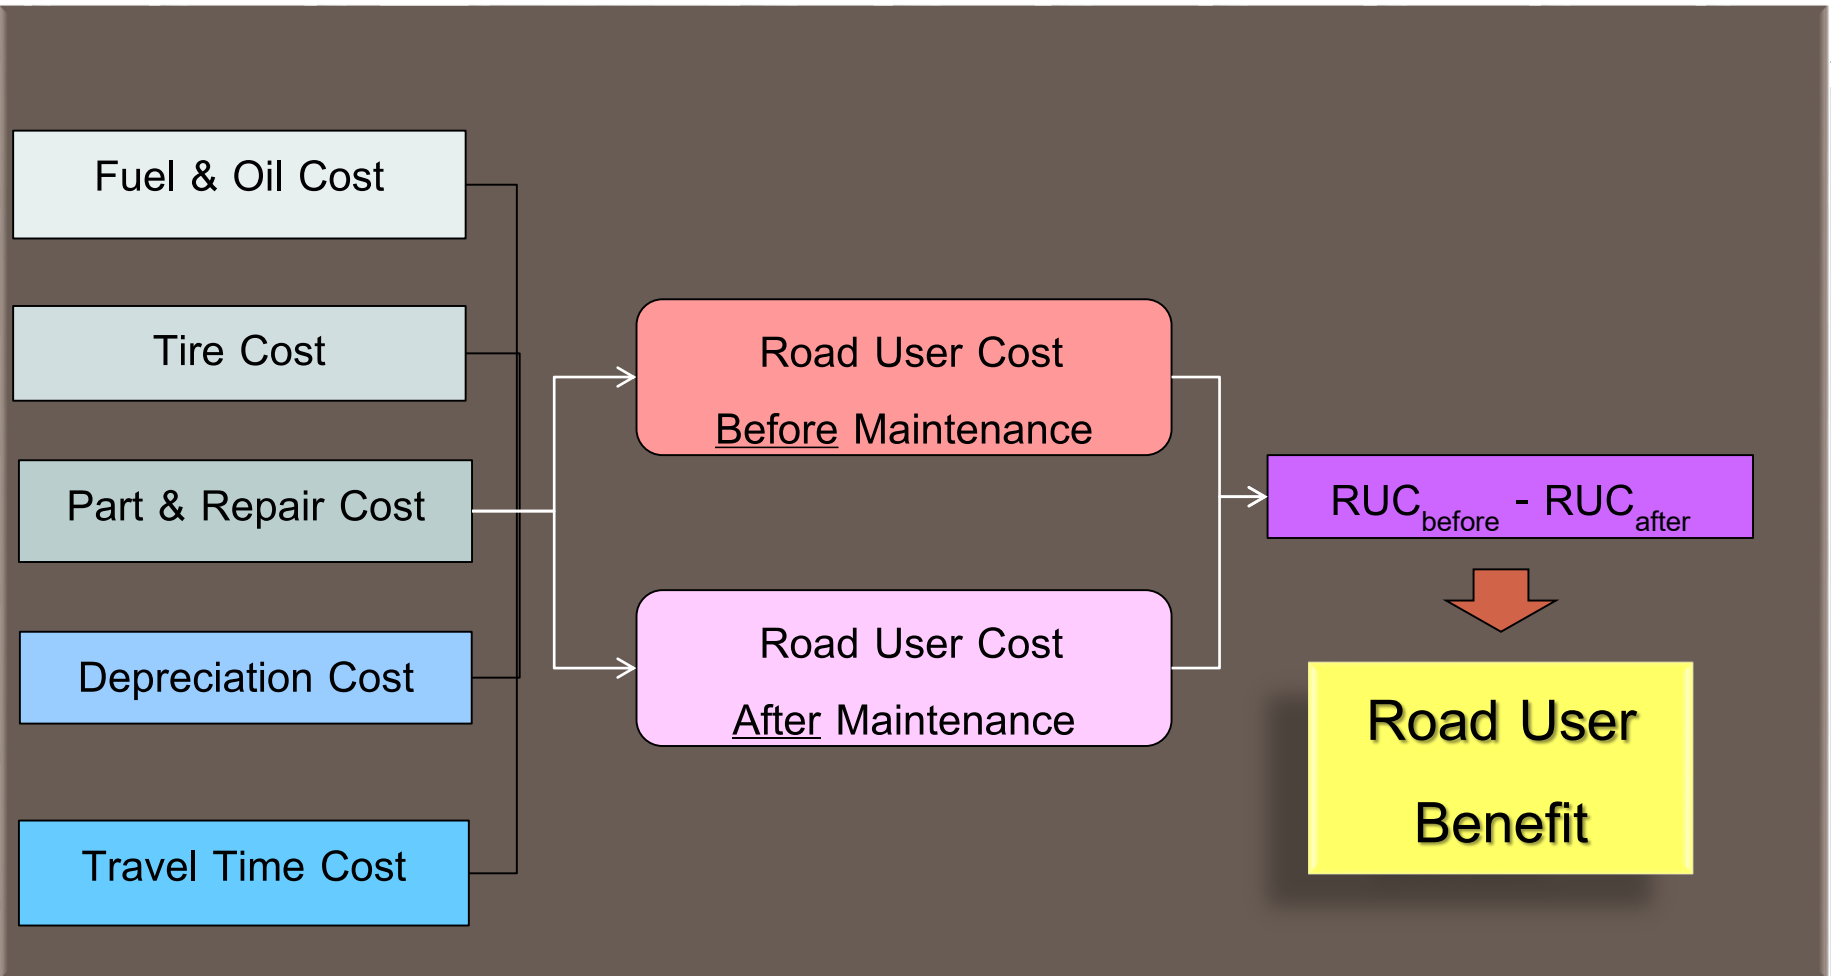 Fuel & Oil Cost
Tire Cost
Part & Repair Cost
Depreciation Cost
Travel Time Cost
Road User Cost
Before Maintenance
Road User Cost
After Maintenance
RUCbefore - RUCafter
Road User
Benefit